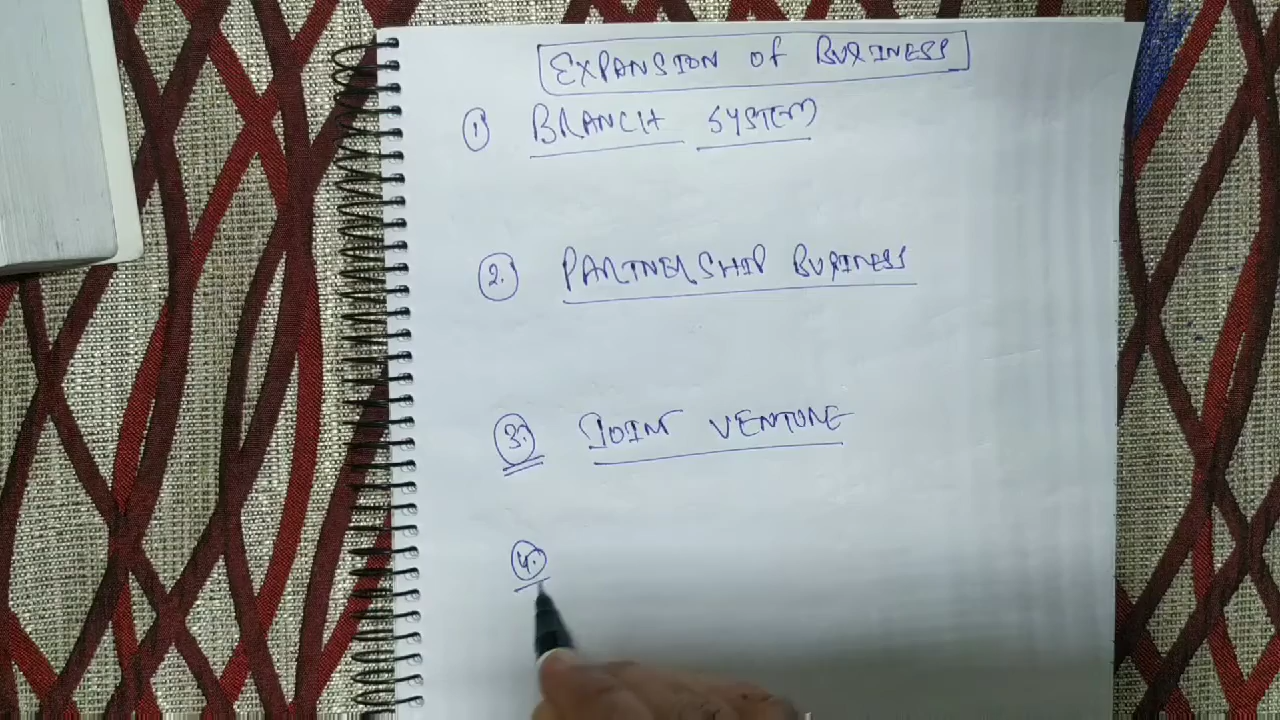 EXPANSION of BUSINESS
1) BRANCH SYSTEM
2.) PARTNERSHIP BUSINESS
3.) JOINT VENTURE
4.)